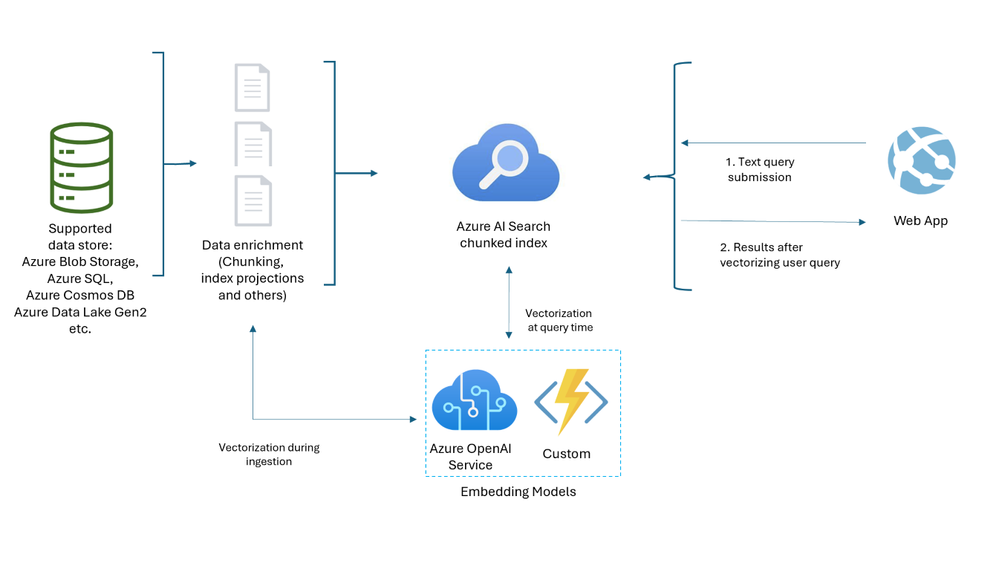 Supported
data store:
Azure Blob Storage,
Azure SQL,
Azure Cosmos DB
Azure Data Lake Gen2
etc.
Data enrichment
(Chunking,
index projections
and others)
Azure AI Search
chunked index
1. Text query
submission
2. Results after
vectorizing user query
Web App
Vectorization
at query time
Vectorization during
ingestion
Azure OpenAI
Service
Custom
Embedding Models